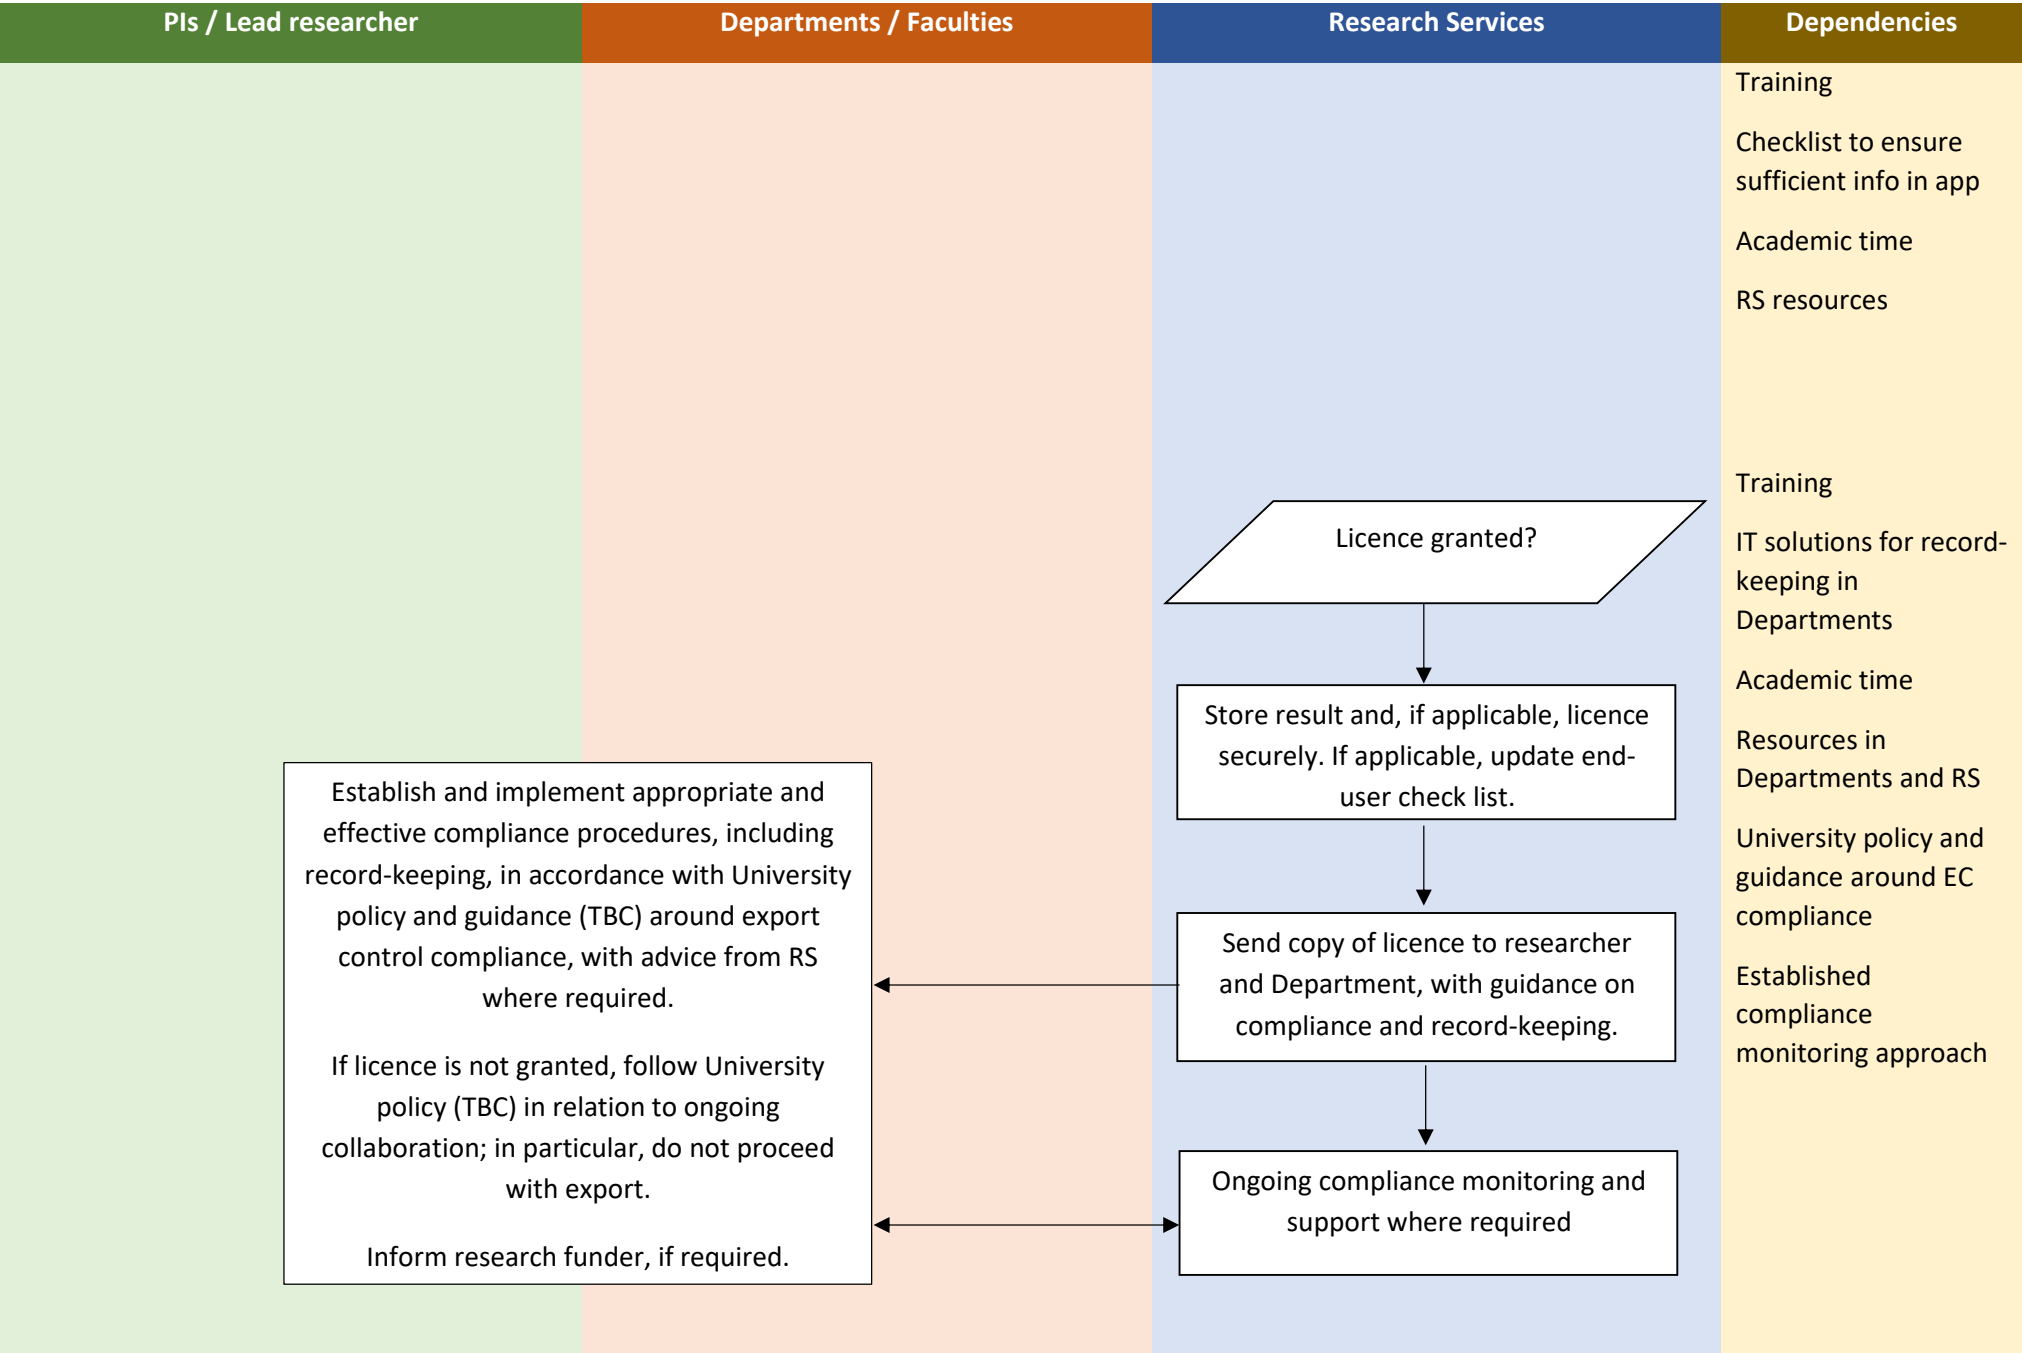 PIs / Lead researcher
Departments / Faculties
Research Services
Dependencies
Training
Checklist to ensure
sufficient info in app
Academic time
RS resources
Licence granted?
Store result and, if applicable, licence
securely. If applicable, update end-
user check list.
Send copy of licence to researcher
and Department, with guidance on
compliance and record-keeping.
Establish and implement appropriate and
effective compliance procedures, including
record-keeping, in accordance with University
policy and guidance (TBC) around export
control compliance, with advice from RS
where required.
If licence is not granted, follow University
policy (TBC) in relation to ongoing
collaboration; in particular, do not proceed
with export.
Inform research funder, if required.
Ongoing compliance monitoring and
support where required
Training
IT solutions for record-
keeping in
Departments
Academic time
Resources in
Departments and RS
University policy and
guidance around EC
compliance
Established
compliance
monitoring approach